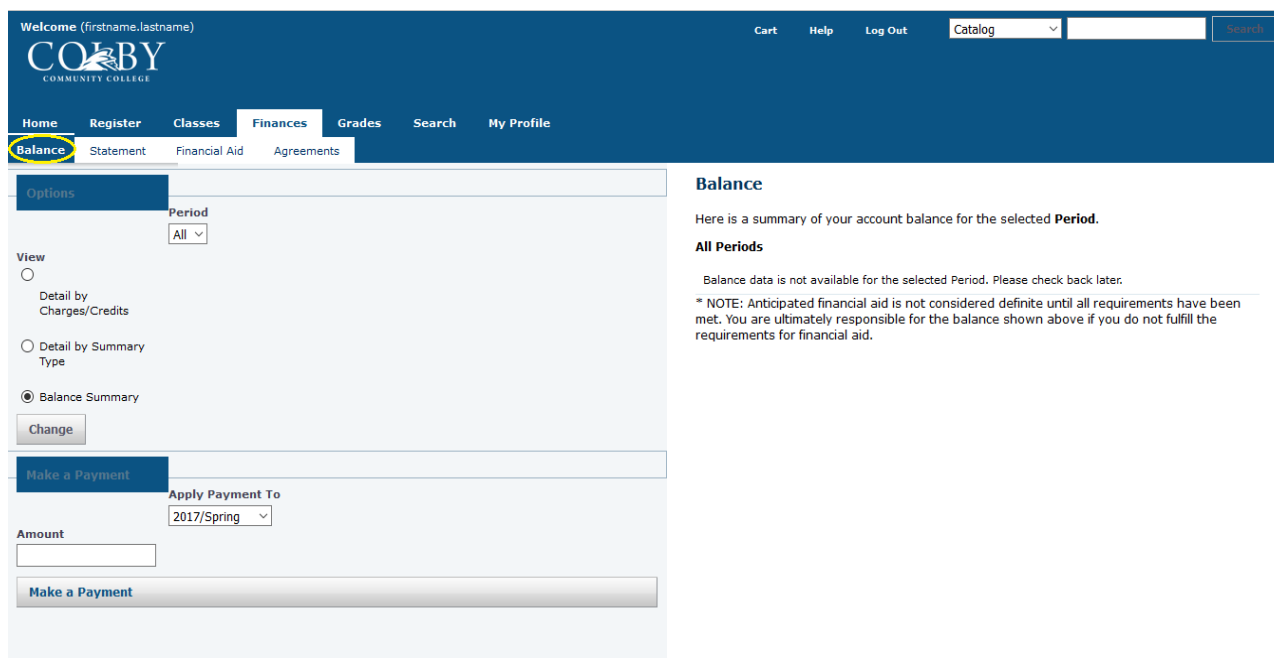 Welcome (firstname.lastname)
Cart Help Log Out Catalog Search
COLBY
COMMUNITY COLLEGE
Home Register Classes Finances Grades Search My Profile
Balance Statement Financial Aid Agreements
Options
Period
All
View
Detail by
Charges/Credits
Detail by Summary
Type
Balance Summary
Change
Make a Payment
Apply Payment To
2017/Spring
Amount
Make a Payment
Balance
Here is a summary of your account balance for the selected Period.
All Periods
Balance data is not available for the selected Period. Please check back later.
* NOTE: Anticipated financial aid is not considered definite until all requirements have been
met. You are ultimately responsible for the balance shown above if you do not fulfill the
requirements for financial aid.